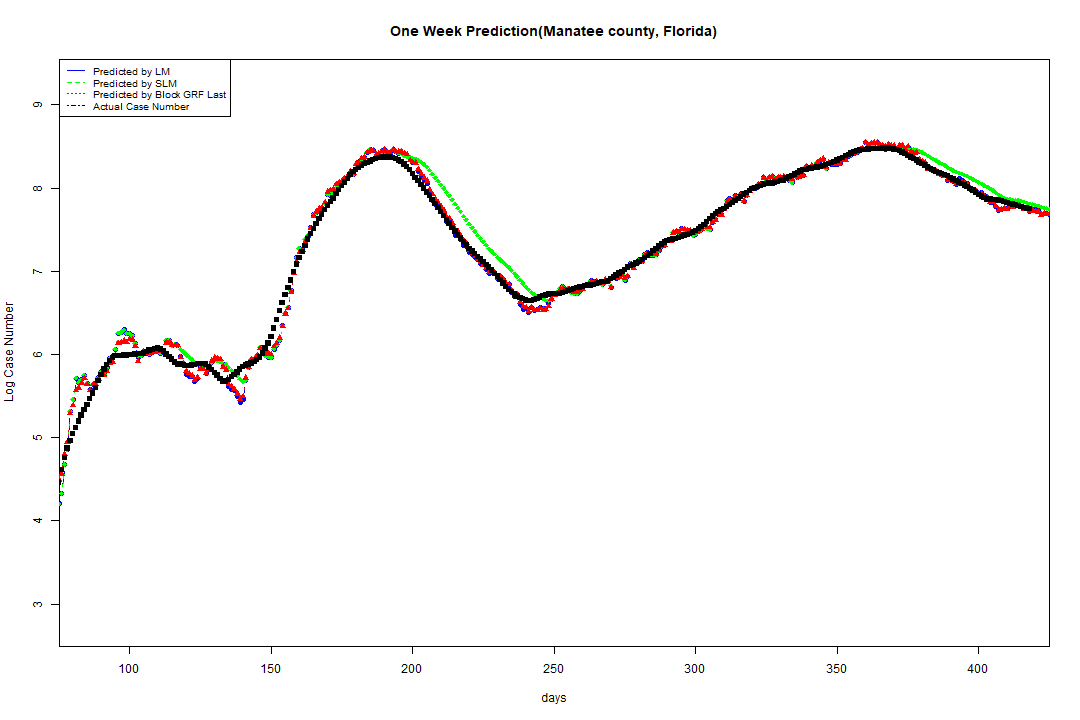 One Week Prediction(Manatee county, Florida)
Predicted by LM
Predicted by SLM
Predicted by Block GRF Last
Actual Case Number
Log Case Number
9
8
7
6
5
4
3
100 150 200 250 300 350 400
days